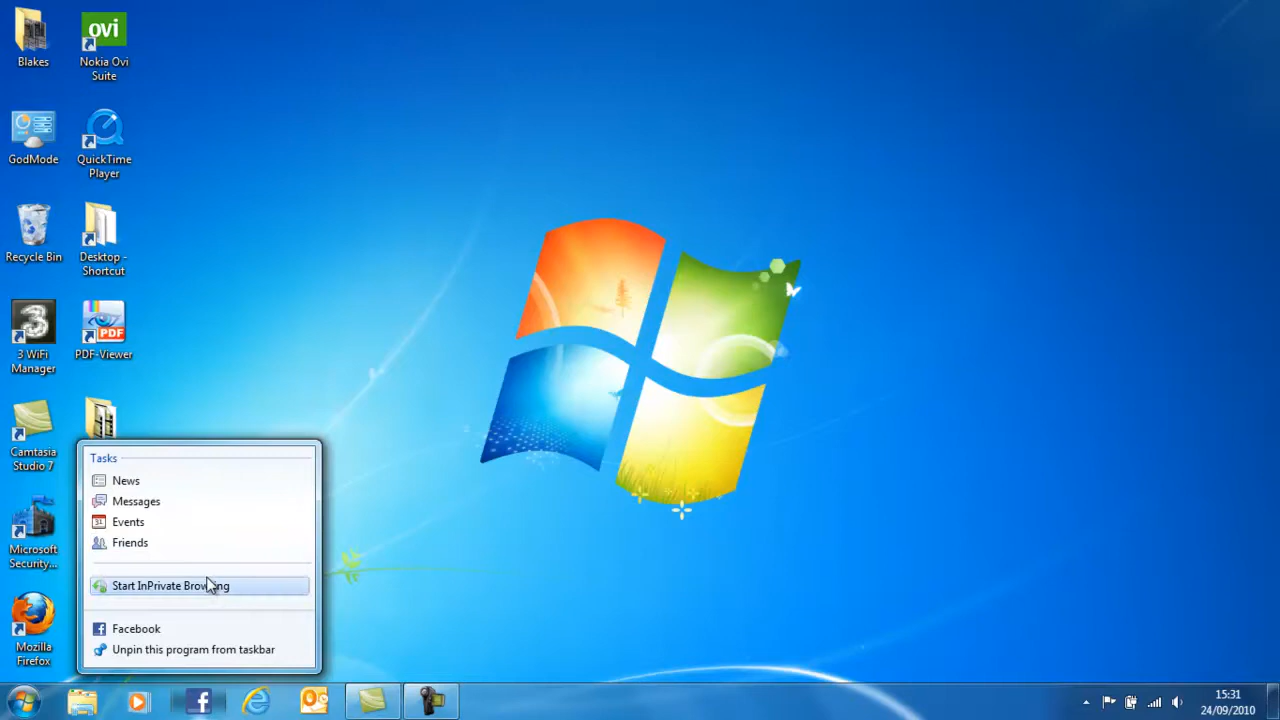 Blakes
ovi
Nokia Ovi
Suite
GodMode
QuickTime
Player
Recycle Bin
Desktop -
Shortcut
3
3 WiFi
Manager
PDF
PDF-Viewer
Camtasia
Studio 7
Microsoft
Security...
Mozilla
Firefox
Tasks
News
Messages
31
Events
Friends
Start InPrivate Browsing
Facebook
Unpin this program from taskbar
15:31
24/09/2010